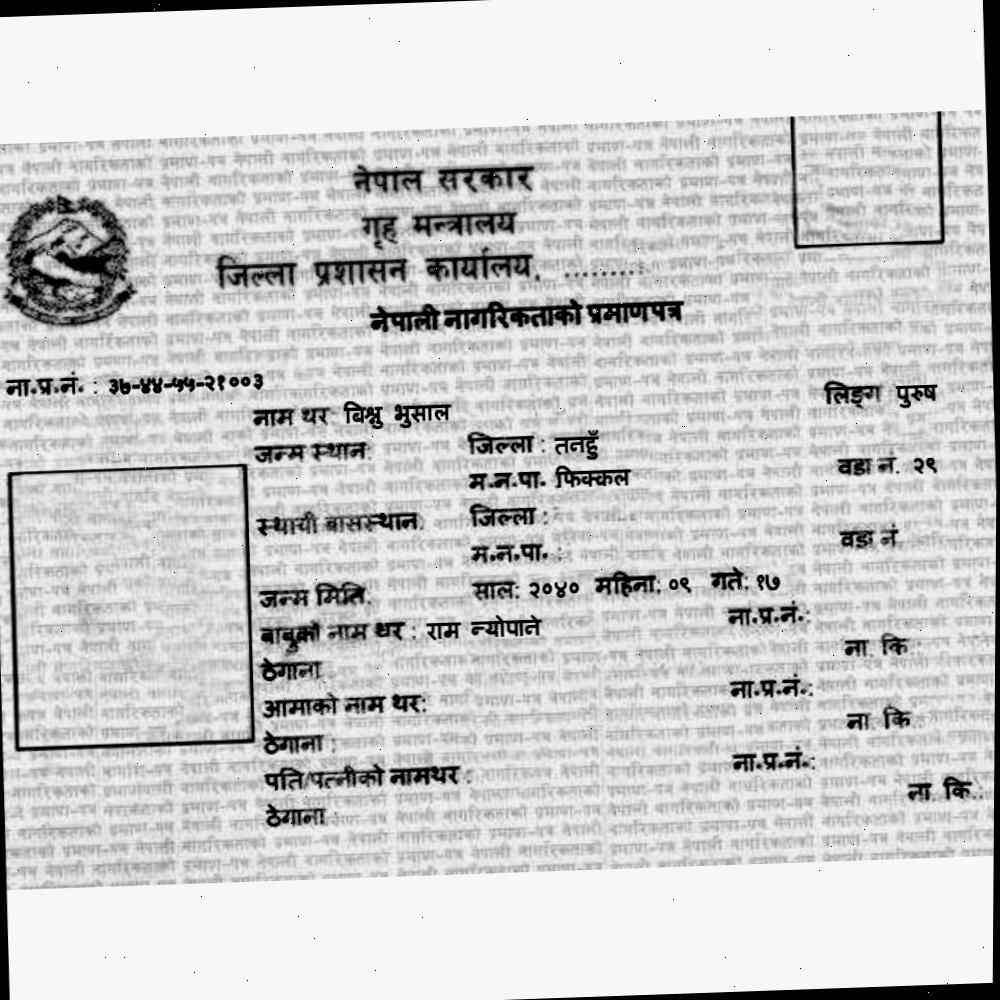 नेपाल सरकार
गृह मन्त्रालय
जिल्ला प्रशासन कार्यालय, .........
नेपाली नागरिकताको प्रमाणपत्र
ना.प्र.नं. : ३७-४४-५५-२१००३
लिङ्ग पुरुष
नाम थर बिश्नु भुसाल
जन्म स्थान: जिल्ला : तनहुँ
म.न.पा. फिक्कल वडा नं. २९
स्थायी बासस्थान: जिल्ला :
म.न.पा. : वडा नं
जन्म मिति: साल: २०४० महिना: ०९ गते: १७
बाबुको नाम थर : राम न्योपाने ना.प्र.नं.:
ठेगाना ना. कि.:
आमाको नाम थर: ना.प्र.नं.:
ठेगाना : ना. कि.
पति/पत्नीको नामथर : ना.प्र.नं.:
ठेगाना : ना. कि.: